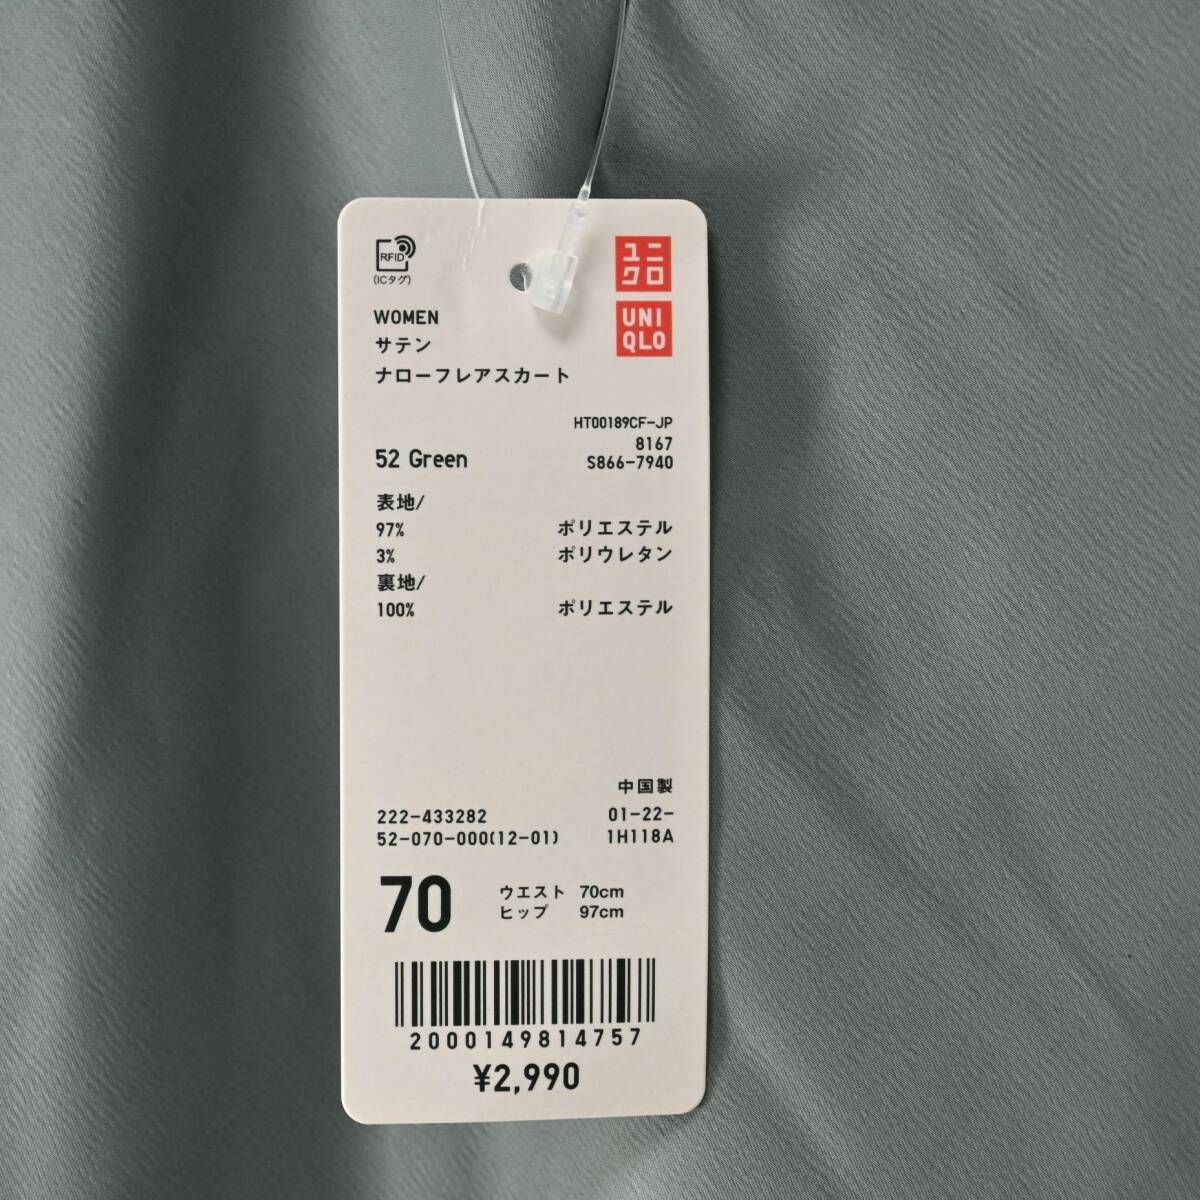 RFID
(ICタグ)
ユニ
クロ
UNI
QLO
WOMEN
サテン
ナローフレアスカート
HT00189CF-JP
8167
52 Green
S866-7940
表地/
97% ポリエステル
3% ポリウレタン
裏地/
100% ポリエステル
中国製
222-433282 01-22-
52-070-000(12-01) 1H118A
70
ウエスト 70cm
ヒップ 97cm
2000149814757
¥2,990